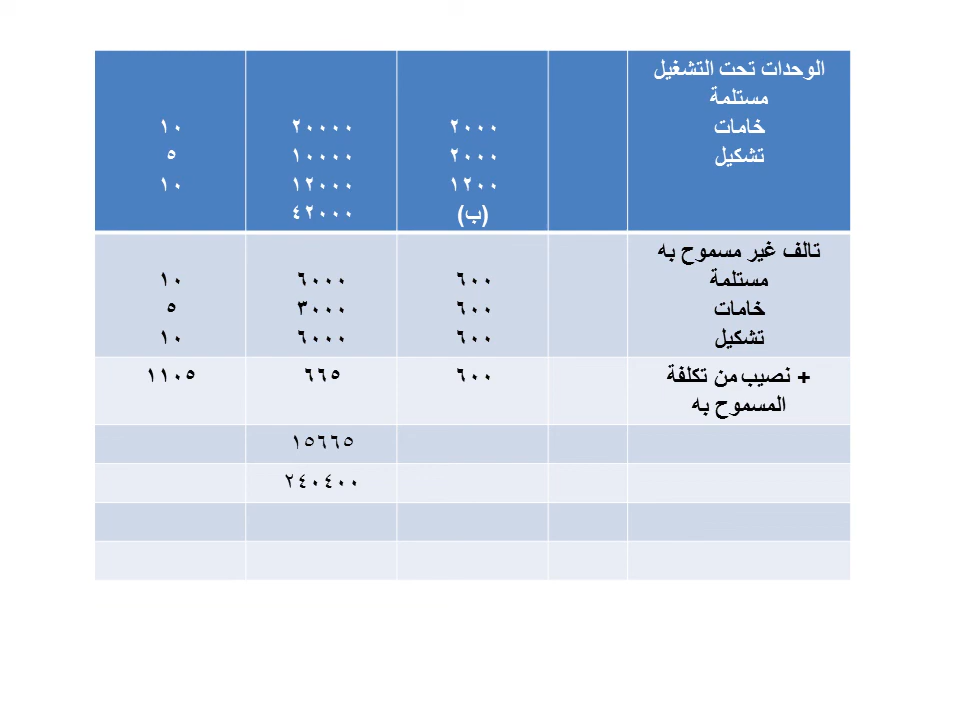 الوحدات تحت التشغيل
مستلمة ٢٠٠٠ ٢٠٠٠٠ ١٠
خامات ٢٠٠٠ ١٠٠٠٠ ٥
تشكيل ١٢٠٠ ١٢٠٠٠ ١٠
(ب) ٤٢٠٠٠
تالف غير مسموح به
مستلمة ٦٠٠ ٦٠٠٠ ١٠
خامات ٦٠٠ ٣٠٠٠ ٥
تشكيل ٦٠٠ ٦٠٠٠ ١٠
+ نصيب من تكلفة ٦٠٠ ٦٦٥ ١١٠٥
المسموح به
١٥٦٦٥
٢٤٠٤٠٠